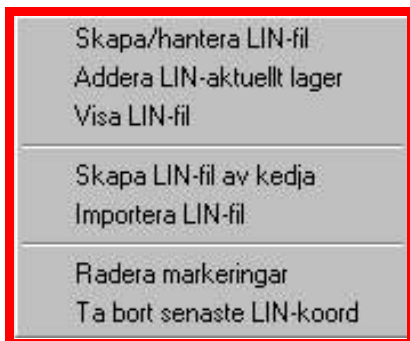 Skapa/hantera LIN-fil
Addera LIN-aktuellt lager
Visa LIN-fil
Skapa LIN-fil av kedja
Importera LIN-fil
Radera markeringar
Ta bort senaste LIN-koord